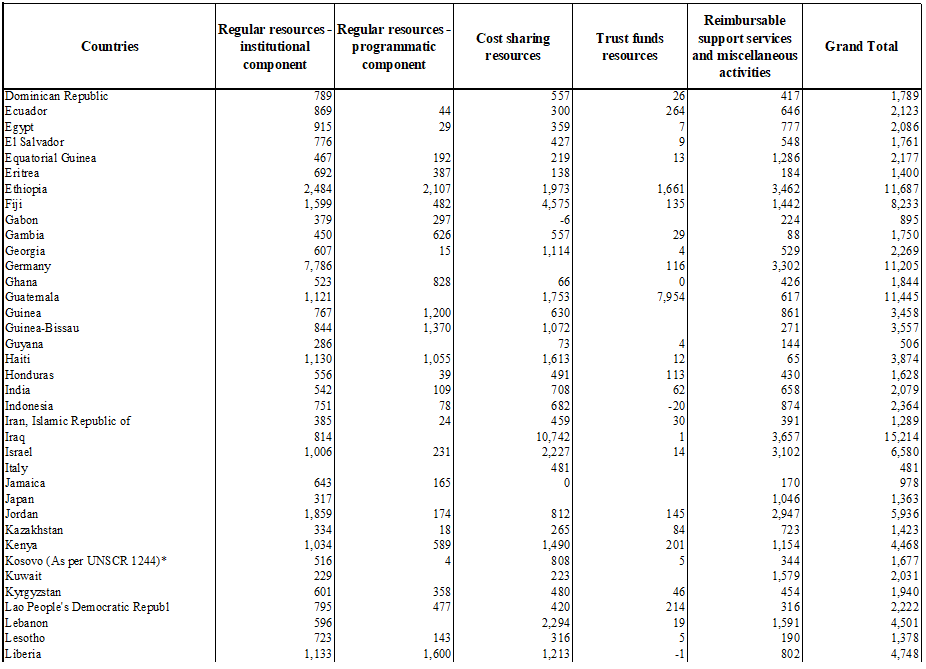 Countries Regular resources - institutional component Regular resources - programmatic component Cost sharing resources Trust funds resources Reimbursable support services and miscellaneous activities Grand Total
Dominican Republic 789 557 26 417 1,789
Ecuador 869 44 300 264 646 2,123
Egypt 915 29 359 7 777 2,086
El Salvador 776 427 9 548 1,761
Equatorial Guinea 467 192 219 13 1,286 2,177
Eritrea 692 387 138 184 1,400
Ethiopia 2,484 2,107 1,973 1,661 3,462 11,687
Fiji 1,599 482 4,575 135 1,442 8,233
Gabon 379 297 -6 224 895
Gambia 450 626 557 29 88 1,750
Georgia 607 15 1,114 4 529 2,269
Germany 7,786 116 3,302 11,205
Ghana 523 828 66 0 426 1,844
Guatemala 1,121 1,753 7,954 617 11,445
Guinea 767 1,200 630 861 3,458
Guinea-Bissau 844 1,370 1,072 271 3,557
Guyana 286 73 4 144 506
Haiti 1,130 1,055 1,613 12 65 3,874
Honduras 556 39 491 113 430 1,628
India 542 109 708 62 658 2,079
Indonesia 751 78 682 -20 874 2,364
Iran, Islamic Republic of 385 24 459 30 391 1,289
Iraq 814 10,742 1 3,657 15,214
Israel 1,006 231 2,227 14 3,102 6,580
Italy 481 481
Jamaica 643 165 0 170 978
Japan 317 1,046 1,363
Jordan 1,859 174 812 145 2,947 5,936
Kazakhstan 334 18 265 84 723 1,423
Kenya 1,034 589 1,490 201 1,154 4,468
Kosovo (As per UNSCR 1244)* 516 4 808 5 344 1,677
Kuwait 229 223 1,579 2,031
Kyrgyzstan 601 358 480 46 454 1,940
Lao People's Democratic Republ 795 477 420 214 316 2,222
Lebanon 596 2,294 19 1,591 4,501
Lesotho 723 143 316 5 190 1,378
Liberia 1,133 1,600 1,213 -1 802 4,748